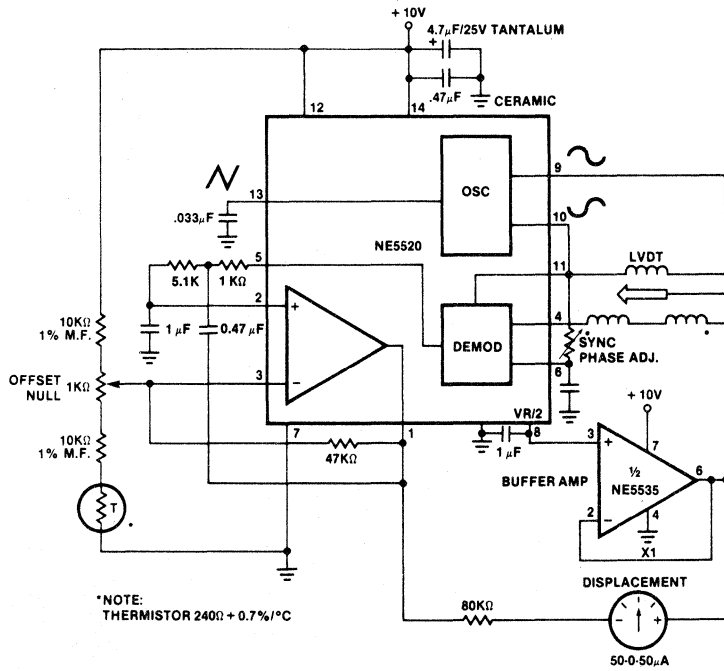 + 10V
4.7μF/25V TANTALUM
+
.47μF
CERAMIC
12
14
OSC
9
13
10
.033μF
NE5520
5
11
LVDT
5.1K
1 KΩ
2
+
4
10KΩ
1% M.F.
1 μF
0.47 μF
DEMOD
*
*
SYNC
PHASE ADJ.
6
OFFSET
NULL
1KΩ
3
−
VR/2
+ 10V
7
1
8
10KΩ
1% M.F.
47KΩ
1 μF
3
+
7
½
NE5535
6
BUFFER AMP
T
*
2
−
4
X1
*NOTE:
THERMISTOR 240Ω + 0.7%/°C
DISPLACEMENT
80KΩ
−
+
50-0-50μA